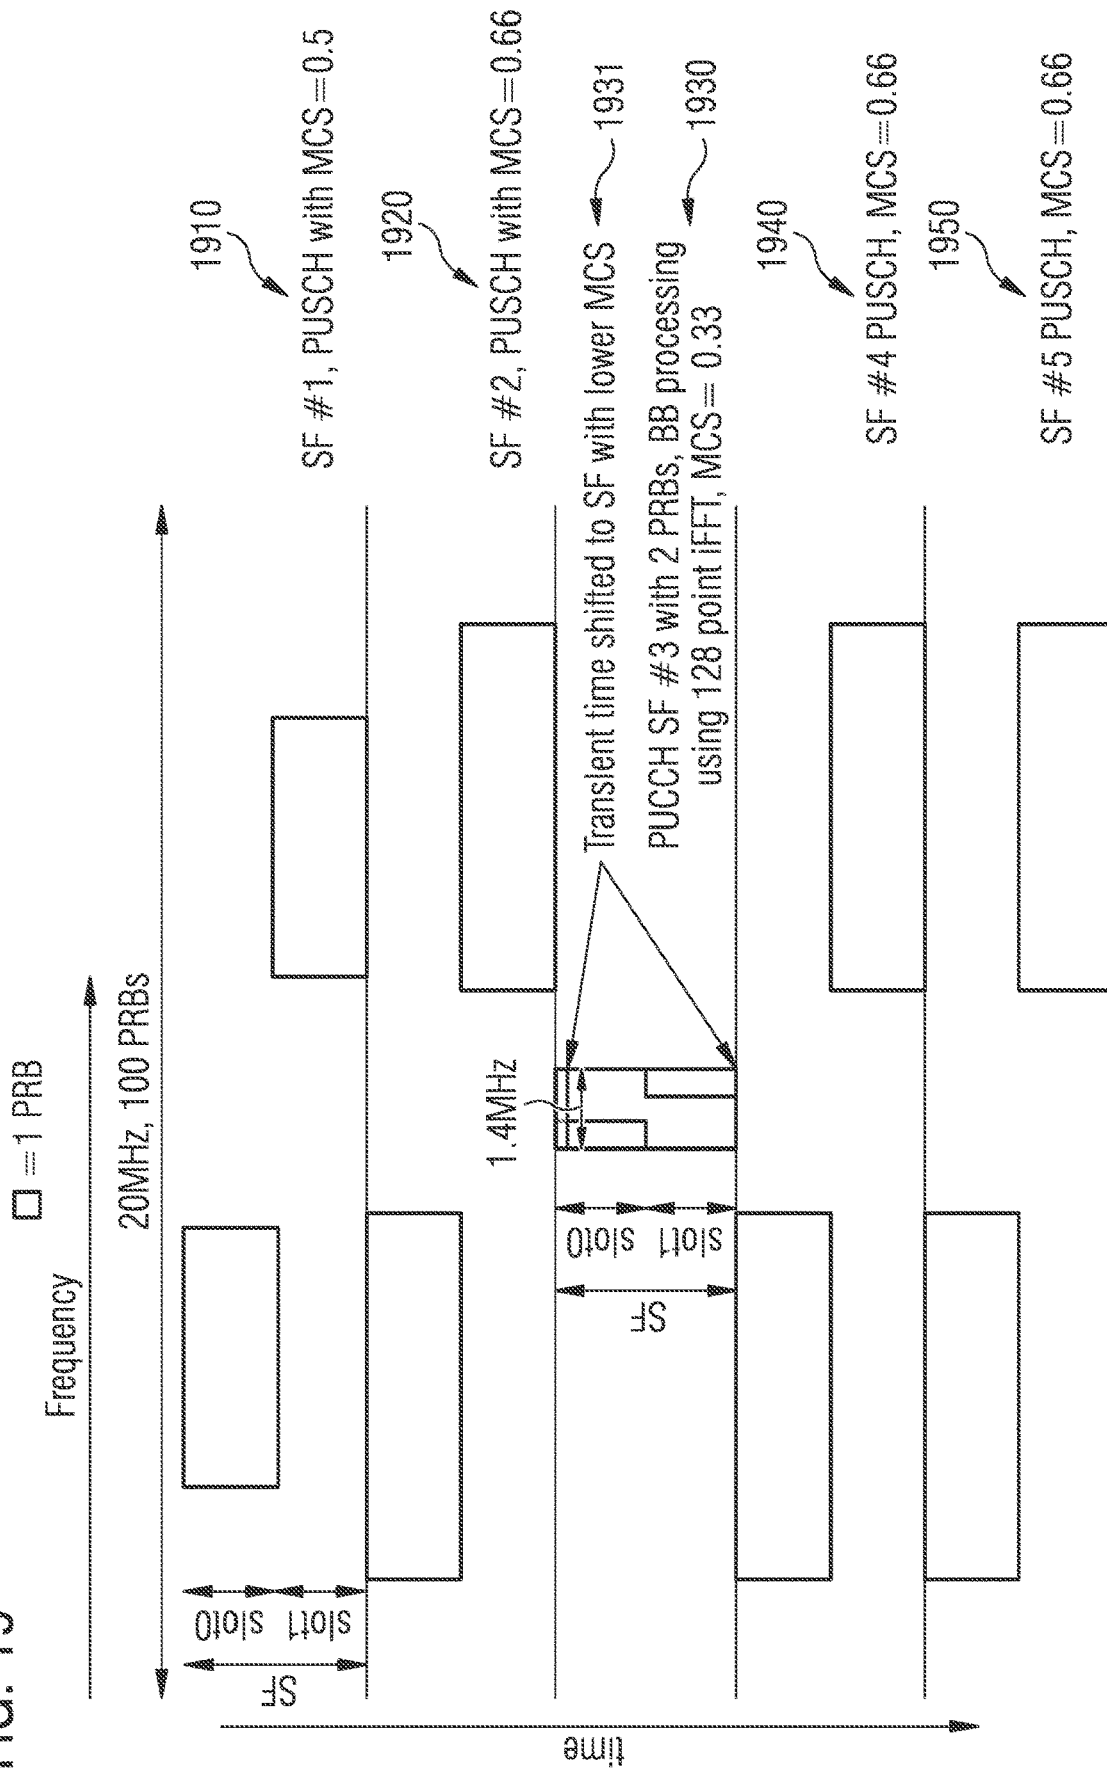 FIG. 19
□ =1 PRB
Frequency
20MHz, 100 PRBs
time
SF
slot0
slot1
1910
SF #1, PUSCH with MCS=0.5
1920
SF #2, PUSCH with MCS=0.66
1.4MHz
SF
slot0
slot1
Transient time shifted to SF with lower MCS
1931
PUCCH SF #3 with 2 PRBs, BB processing
using 128 point iFFT, MCS= 0.33
1930
1940
SF #4 PUSCH, MCS=0.66
1950
SF #5 PUSCH, MCS=0.66